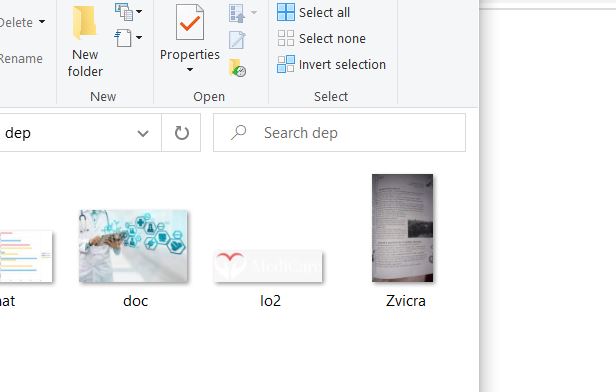 Delete
Rename
New
folder
New
Properties
Open
Select all
Select none
Invert selection
Select
dep
Search dep
MediCare
doc
lo2
Zvicra